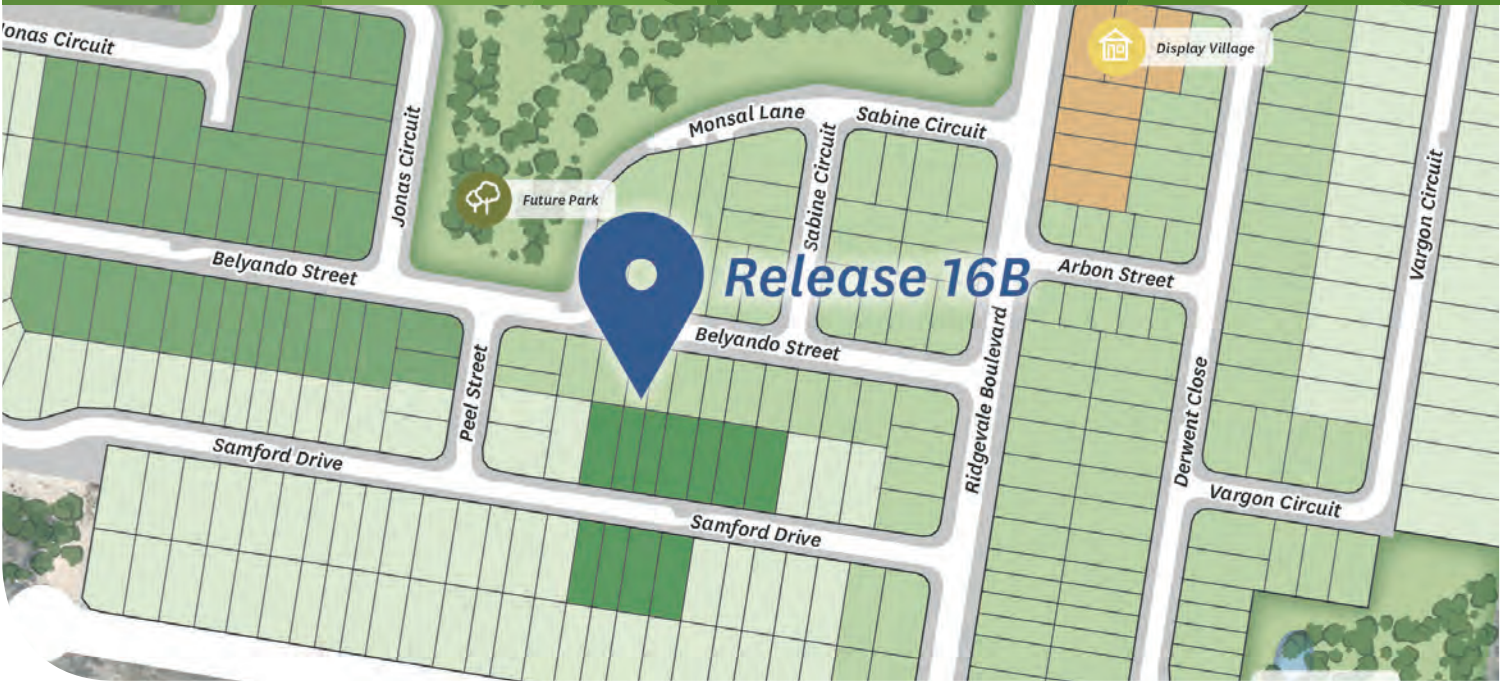 Jonas Circuit
Display Village
Monsal Lane
Sabine Circuit
Jonas Circuit
Sabine Circuit
Vargon Circuit
Future Park
Belyando Street
Release 16B
Arbon Street
Belyando Street
Ridgevale Boulevard
Peel Street
Derwent Close
Samford Drive
Vargon Circuit
Samford Drive